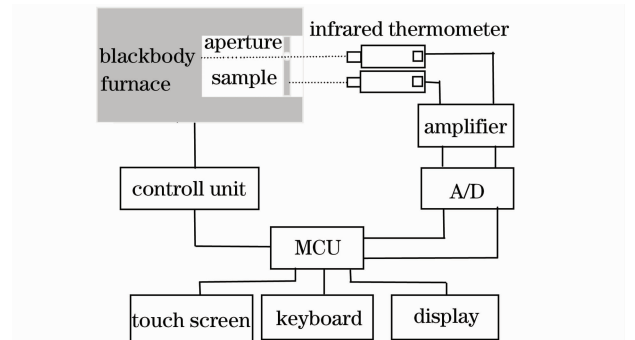 infrared thermometer
aperture
blackbody
furnace
sample
amplifier
controll unit
A/D
MCU
touch screen
keyboard
display